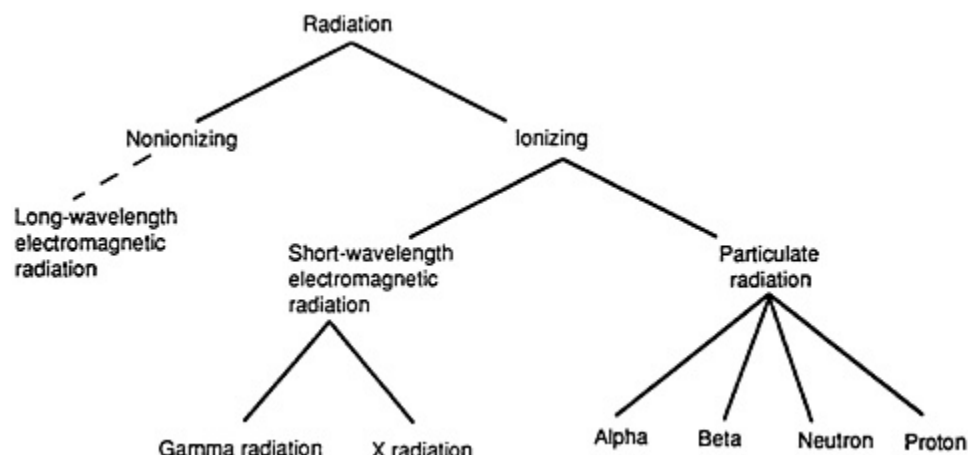 Radiation
Nonionizing
Ionizing
Long-wavelength
electromagnetic
radiation
Short-wavelength
electromagnetic
radiation
Particulate
radiation
Gamma radiation
X radiation
Alpha
Beta
Neutron
Proton